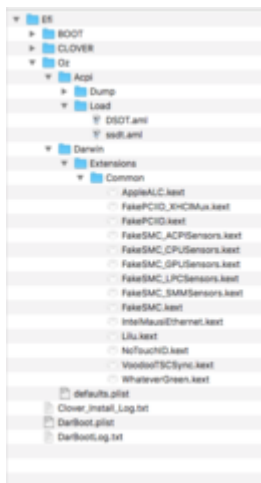 Efi
BOOT
CLOVER
Oz
Acpi
Dump
Load
DSDT.aml
ssdt.aml
Darwin
Extensions
Common
AppleALC.kext
FakePCIID_XHCIMux.kext
FakePCIID.kext
FakeSMC_ACPISensors.kext
FakeSMC_CPUSensors.kext
FakeSMC_GPUSensors.kext
FakeSMC_LPCSensors.kext
FakeSMC_SMMSensors.kext
FakeSMC.kext
IntelMausiEthernet.kext
Lilu.kext
NoTouchID.kext
VoodooTSCSync.kext
WhateverGreen.kext
defaults.plist
Clover_Install_Log.txt
DarBoot.plist
DarBootLog.txt